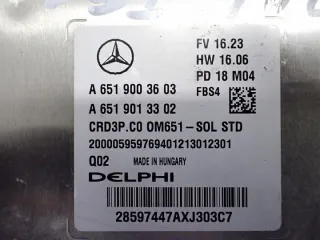 FV 16.23
HW 16.06
PD 18 M04
A 651 900 36 03
FBS4
A 651 901 33 02
CRD3P.C0 OM651-SOL STD
200005959769401213012301
Q02 MADE IN HUNGARY
DELPHI
28597447AXJ303C7